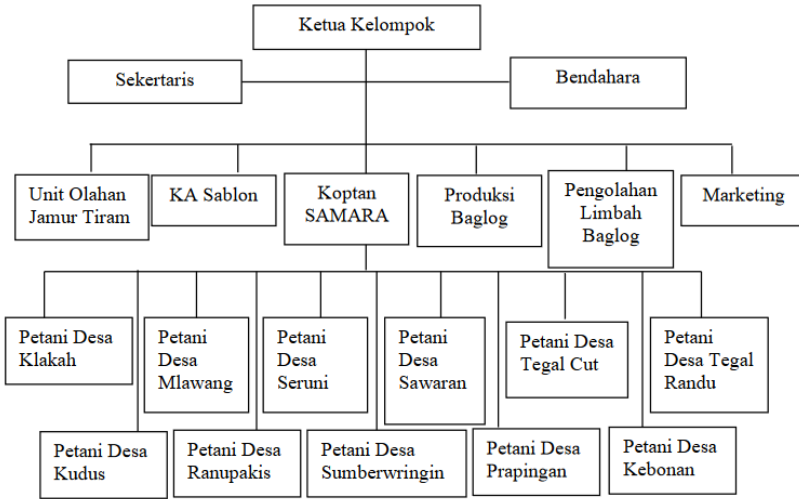 Ketua Kelompok
Sekertaris
Bendahara
Unit Olahan
Jamur Tiram
KA Sablon
Koptan
SAMARA
Produksi
Baglog
Pengolahan
Limbah
Baglog
Marketing
Petani Desa
Klakah
Petani
Desa
Mlawang
Petani
Desa
Seruni
Petani
Desa
Sawaran
Petani Desa
Tegal Cut
Petani
Desa Tegal
Randu
Petani Desa
Kudus
Petani Desa
Ranupakis
Petani Desa
Sumberwringin
Petani Desa
Prapingan
Petani Desa
Kebonan